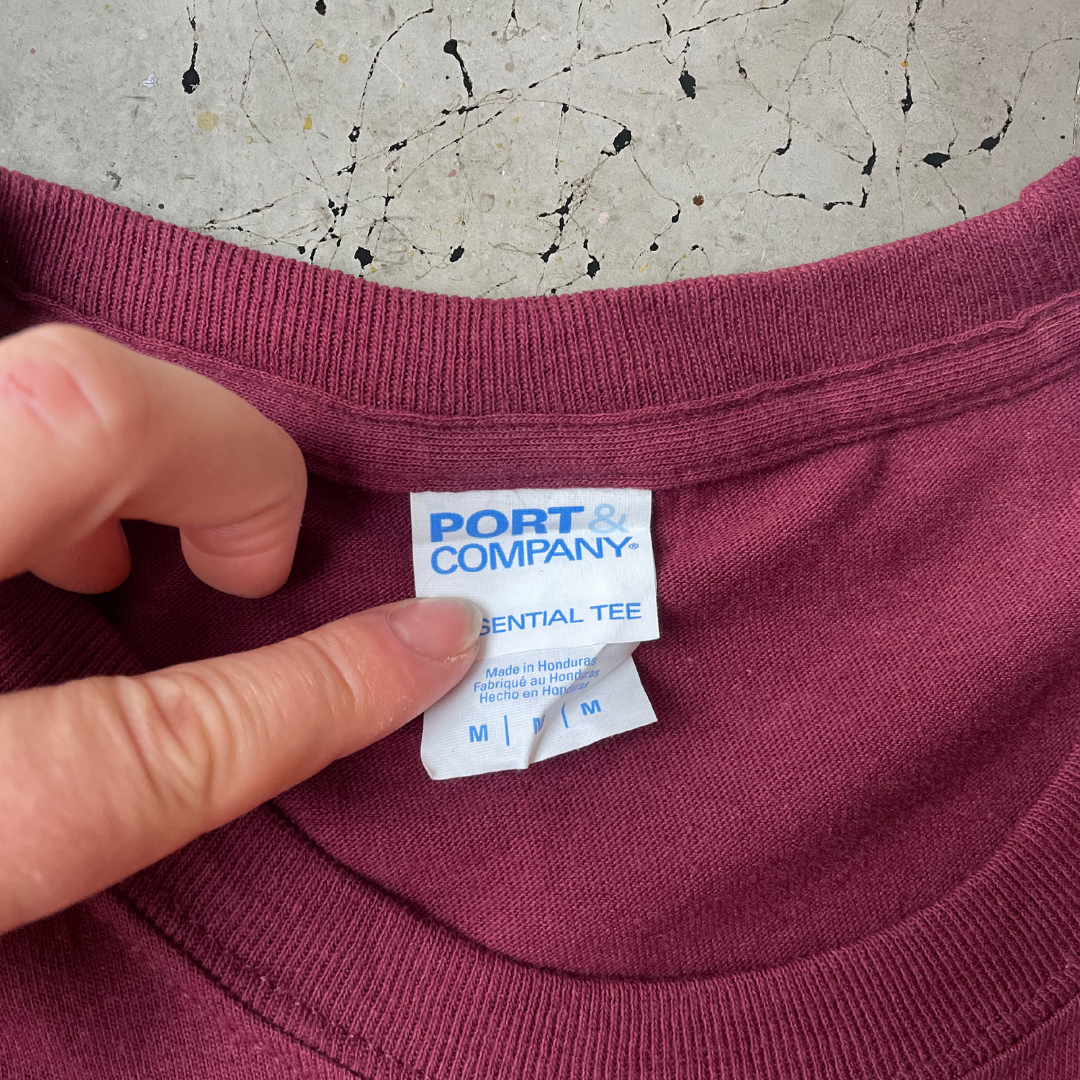 PORT &
COMPANY®
SENTIAL TEE
Made in Honduras
Fabriqué au Honduras
Hecho en Honduras
M | M | M